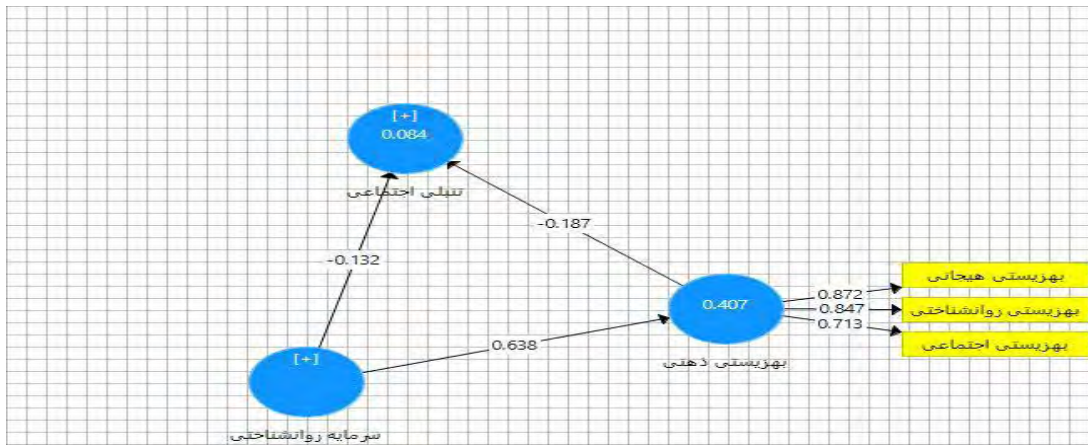 [+]
0.084
تنبلی اجتماعی
-0.187
-0.132
بهزیستی هیجانی
0.872
0.407
0.847
بهزیستی روانشناختی
0.713
بهزیستی اجتماعی
0.638
[+]
بهزیستی ذهنی
سرمایه روانشناختی